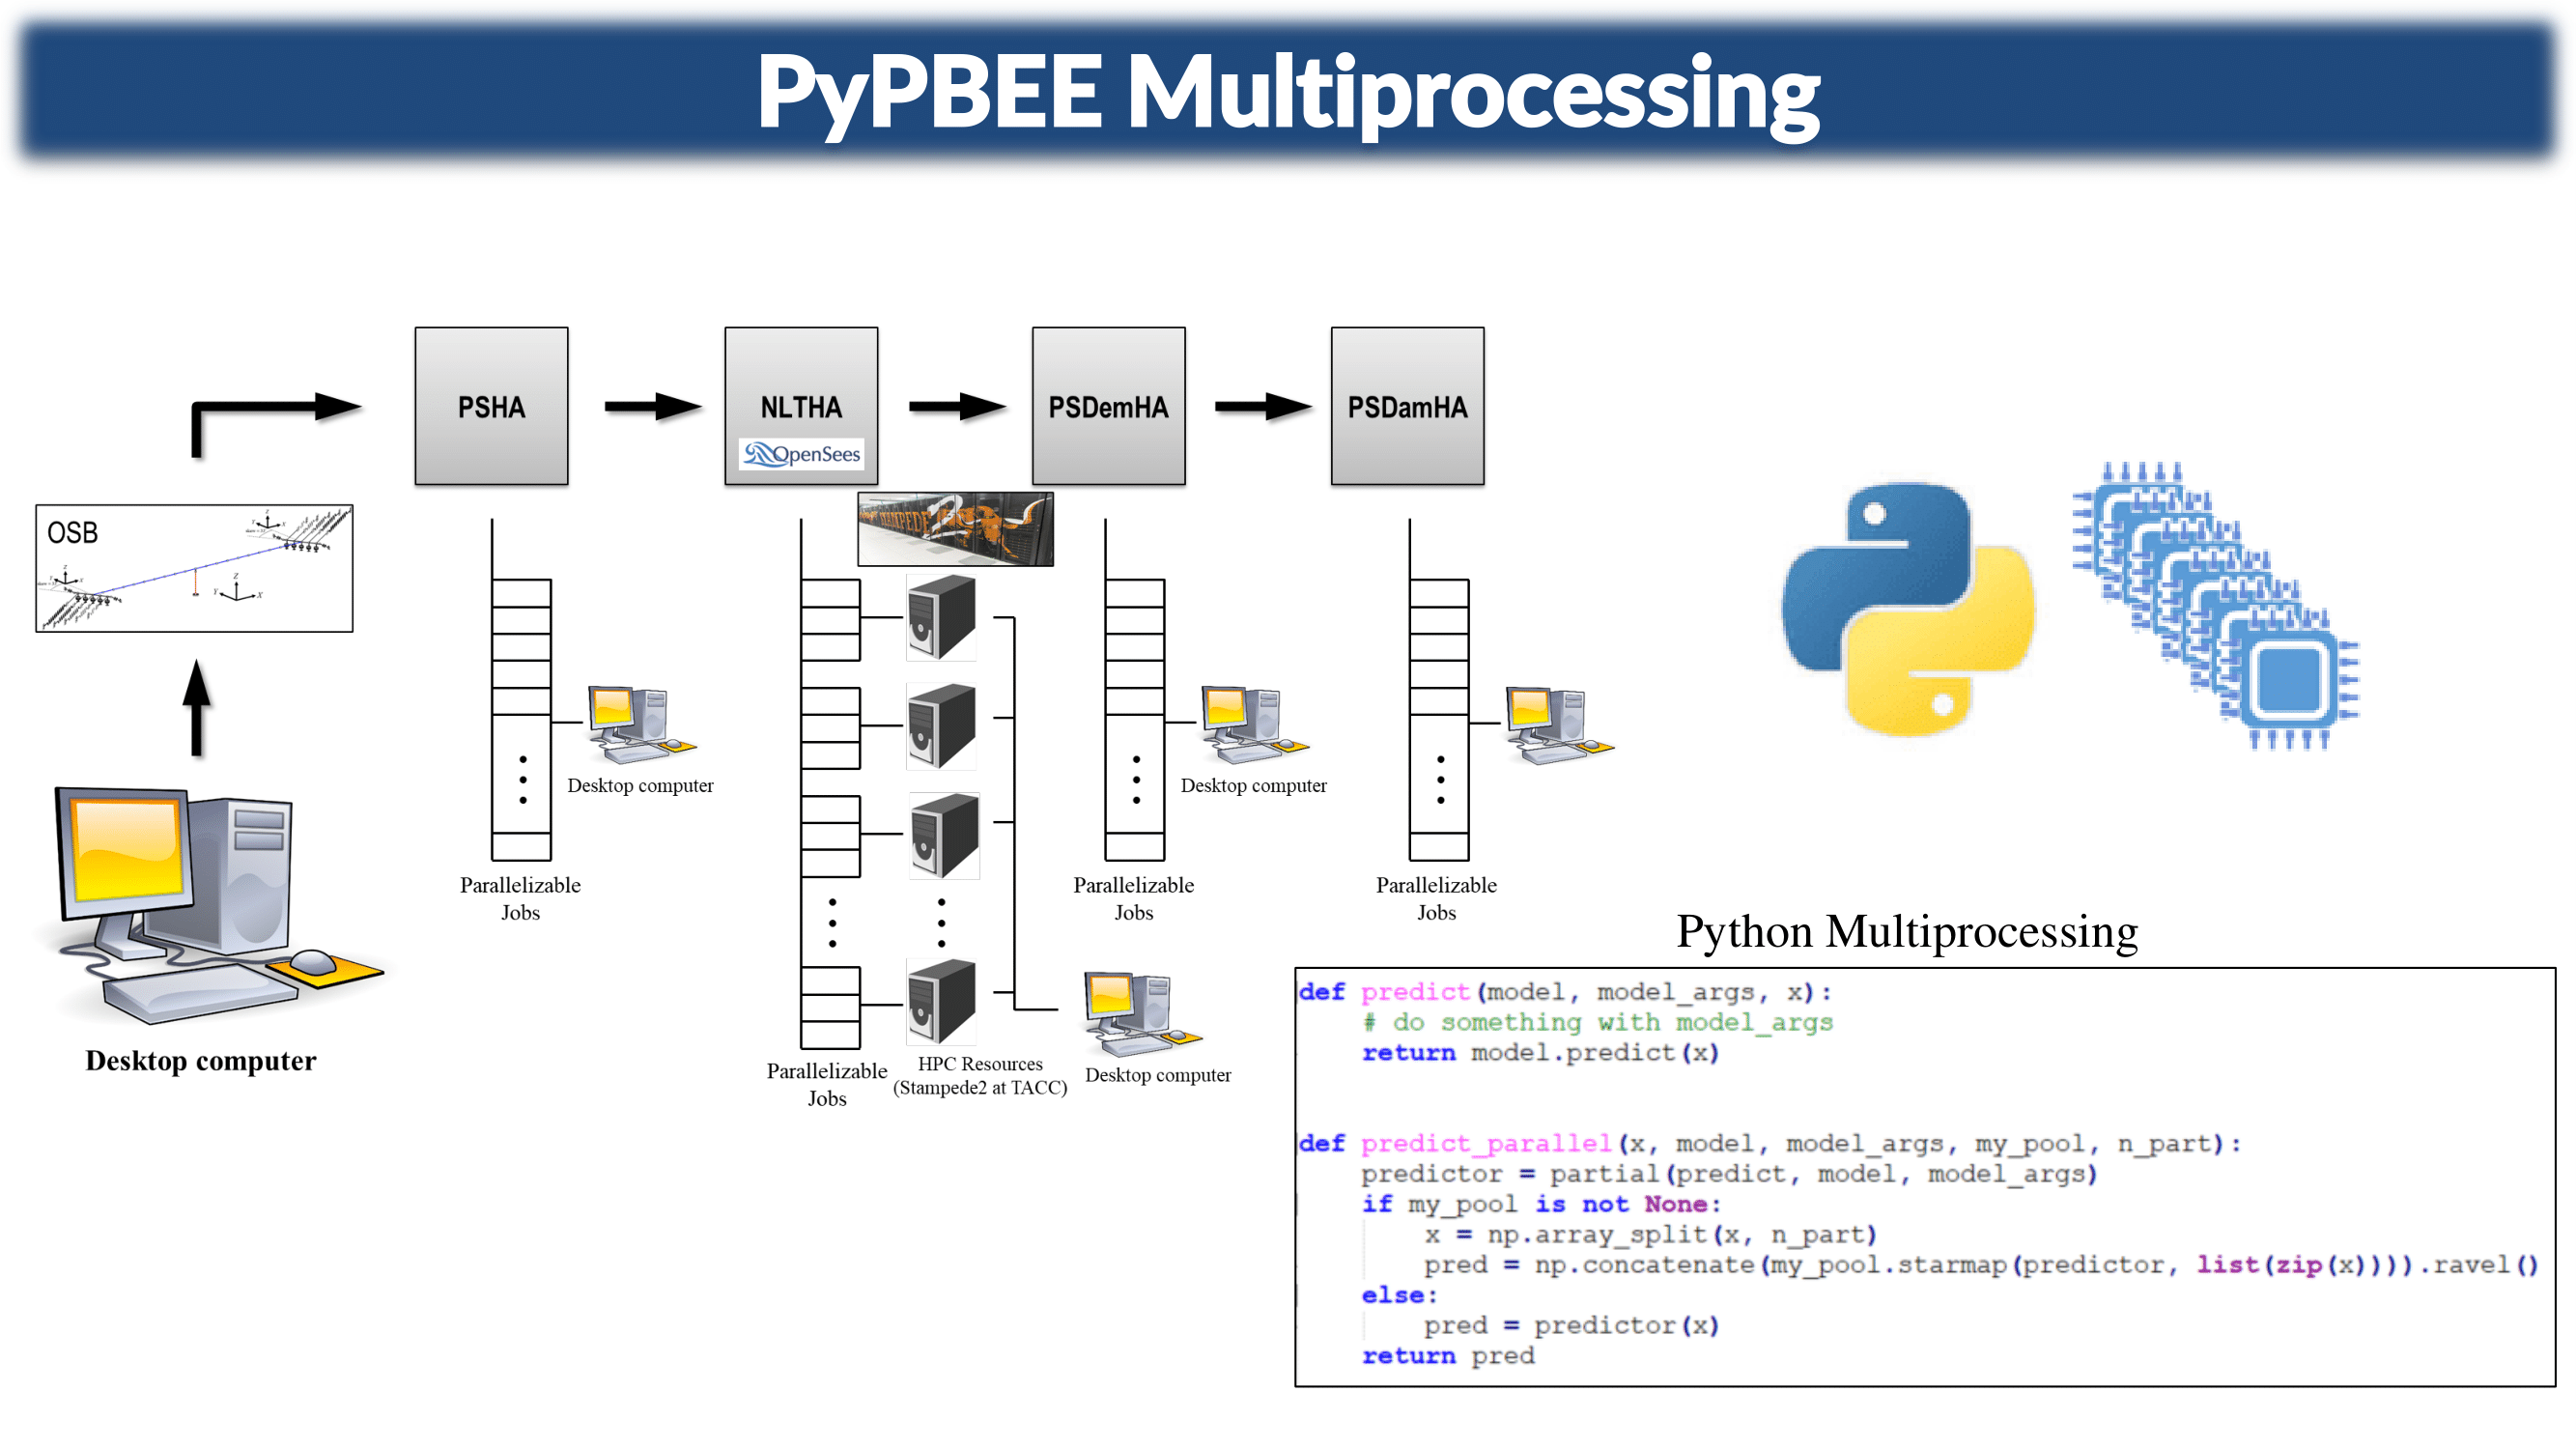 PyPBEE Multiprocessing
PSHA
NLTHA
OpenSees
PSDemHA
PSDamHA
OSB
Z
Y
X
STAMPEDE2
Desktop computer
Desktop computer
Parallelizable
Jobs
Parallelizable
Jobs
HPC Resources
(Stampede2 at TACC)
Desktop computer
Desktop computer
Parallelizable
Jobs
Parallelizable
Jobs
Python Multiprocessing
def predict(model, model_args, x):
    # do something with model_args
    return model.predict(x)
def predict_parallel(x, model, model_args, my_pool, n_part):
    predictor = partial(predict, model, model_args)
    if my_pool is not None:
        x = np.array_split(x, n_part)
        pred = np.concatenate(my_pool.starmap(predictor, list(zip(x)))).ravel()
    else:
        pred = predictor(x)
    return pred